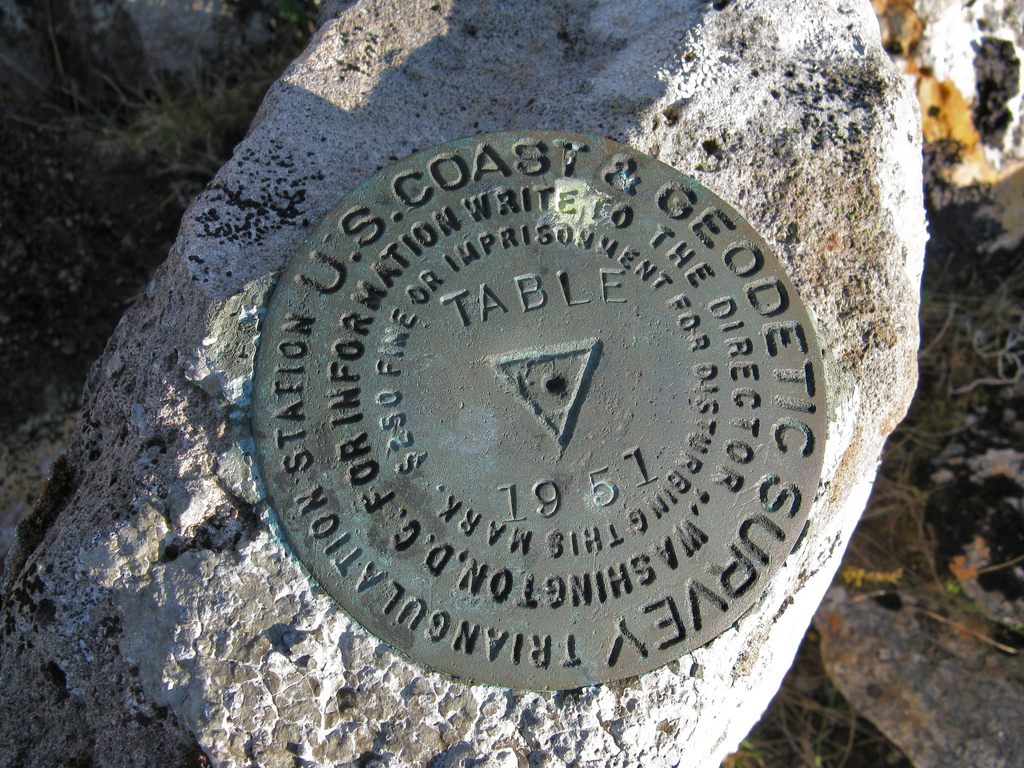 U.S. COAST & GEODETIC SURVEY
TRIANGULATION STATION
FOR INFORMATION WRITE TO THE DIRECTOR, WASHINGTON, D.C.
$250 FINE OR IMPRISONMENT FOR DISTURBING THIS MARK.
TABLE
1951